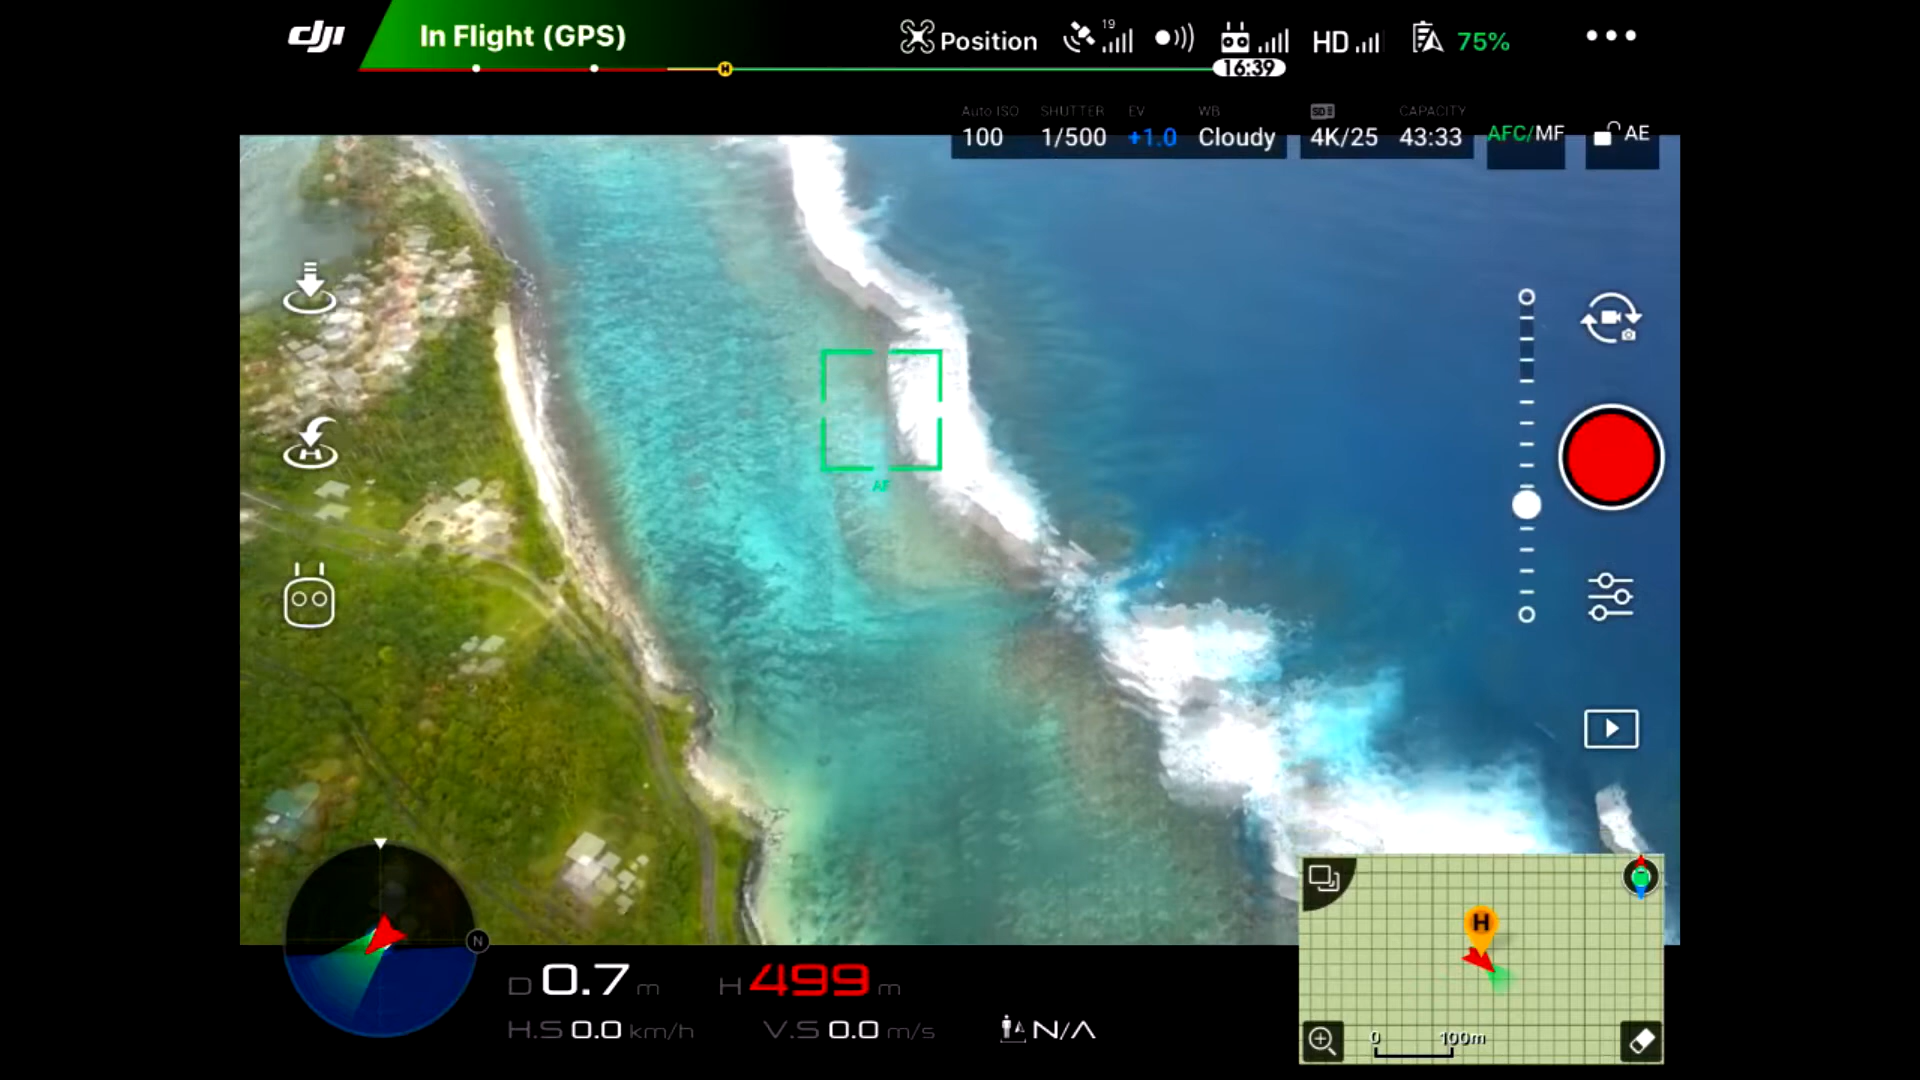 dji
In Flight (GPS)
Position
19
HD
75%
H
16:39
Auto ISO
100
SHUTTER
1/500
EV
+1.0
WB
Cloudy
SD
4K/25
CAPACITY
43:33
AFC/MF
AE
AF
H
N
D 0.7 m
H 499 m
H.S 0.0 km/h
V.S 0.0 m/s
N/A
H
0 100m